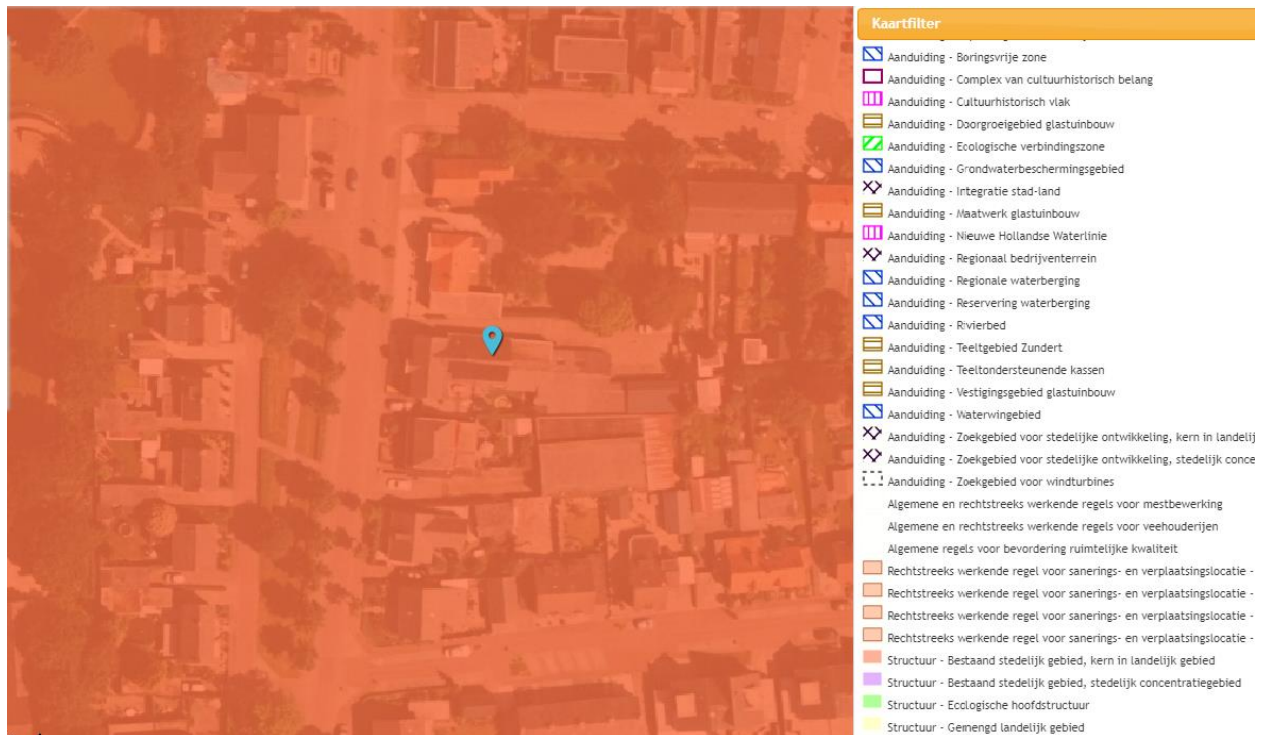 Kaartfilter
Aanduiding - Boringsvrije zone
Aanduiding - Complex van cultuurhistorisch belang
Aanduiding - Cultuurhistorisch vlak
Aanduiding - Doorgroeigebied glastuinbouw
Aanduiding - Ecologische verbindingszone
Aanduiding - Grondwaterbeschermingsgebied
Aanduiding - Integratie stad-land
Aanduiding - Maatwerk glastuinbouw
Aanduiding - Nieuwe Hollandse Waterlinie
Aanduiding - Regionaal bedrijventerrein
Aanduiding - Regionale waterberging
Aanduiding - Reservering waterberging
Aanduiding - Rivierbed
Aanduiding - Teeltgebied Zundert
Aanduiding - Teeltondersteunende kassen
Aanduiding - Vestigingsgebied glastuinbouw
Aanduiding - Waterwingebied
Aanduiding - Zoekgebied voor stedelijke ontwikkeling, kern in landelij
Aanduiding - Zoekgebied voor stedelijke ontwikkeling, stedelijk conce
Aanduiding - Zoekgebied voor windturbines
Algemene en rechtstreeks werkende regels voor mestbewerking
Algemene en rechtstreeks werkende regels voor veehouderijen
Algemene regels voor bevordering ruimtelijke kwaliteit
Rechtstreeks werkende regel voor sanerings- en verplaatsingslocatie -
Rechtstreeks werkende regel voor sanerings- en verplaatsingslocatie -
Rechtstreeks werkende regel voor sanerings- en verplaatsingslocatie -
Rechtstreeks werkende regel voor sanerings- en verplaatsingslocatie -
Structuur - Bestaand stedelijk gebied, kern in landelijk gebied
Structuur - Bestaand stedelijk gebied, stedelijk concentratiegebied
Structuur - Ecologische hoofdstructuur
Structuur - Gemengd landelijk gebied